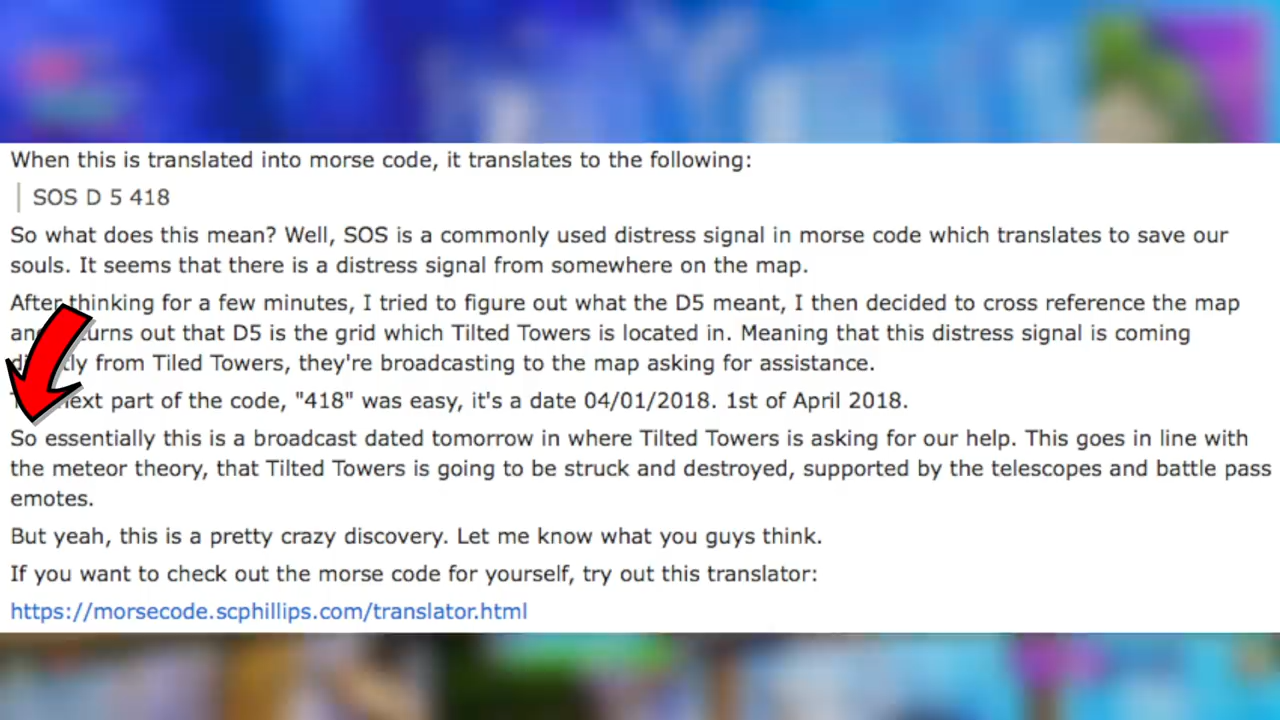 When this is translated into morse code, it translates to the following:
SOS D 5 418
So what does this mean? Well, SOS is a commonly used distress signal in morse code which translates to save our
souls. It seems that there is a distress signal from somewhere on the map.
After thinking for a few minutes, I tried to figure out what the D5 meant, I then decided to cross reference the map
turns out that D5 is the grid which Tilted Towers is located in. Meaning that this distress signal is coming
from Tiled Towers, they're broadcasting to the map asking for assistance.
next part of the code, "418" was easy, it's a date 04/01/2018. 1st of April 2018.
So essentially this is a broadcast dated tomorrow in where Tilted Towers is asking for our help. This goes in line with
the meteor theory, that Tilted Towers is going to be struck and destroyed, supported by the telescopes and battle pass
emotes.
But yeah, this is a pretty crazy discovery. Let me know what you guys think.
If you want to check out the morse code for yourself, try out this translator:
https://morsecode.scphillips.com/translator.html